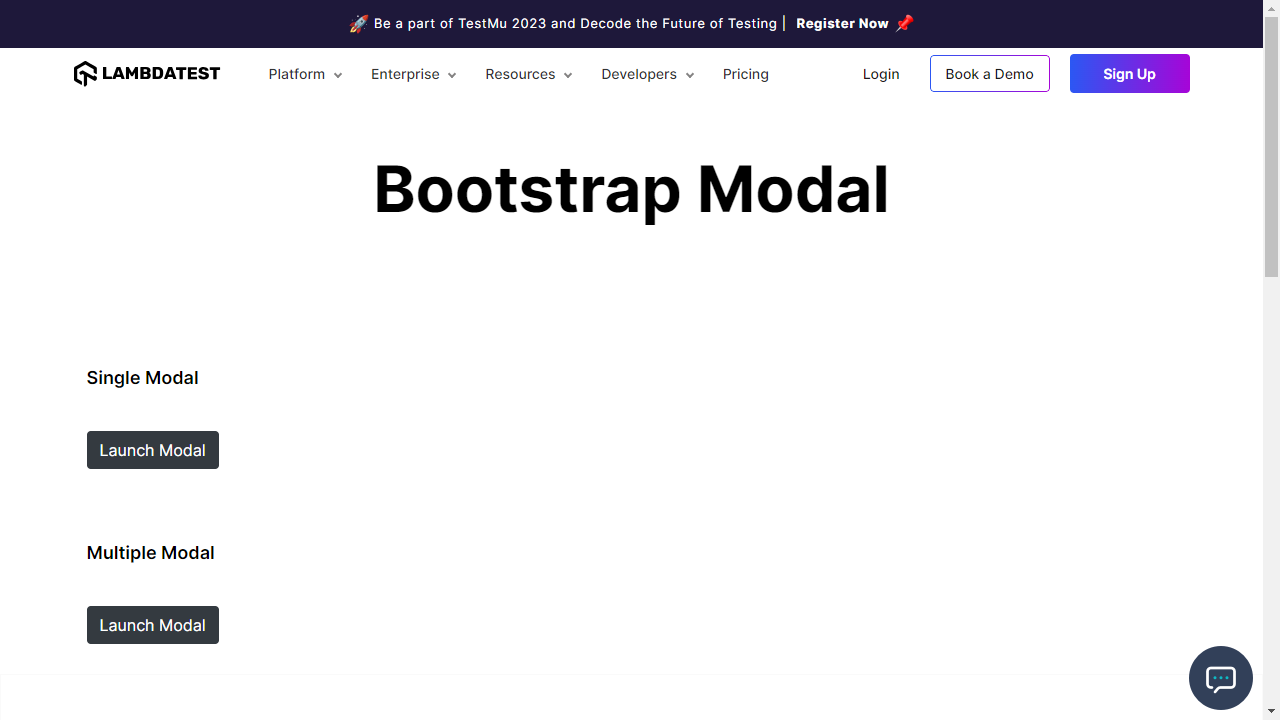 🚀 Be a part of TestMu 2023 and Decode the Future of Testing | Register Now 📌
LAMBDATEST Platform Enterprise Resources Developers Pricing Login Book a Demo Sign Up
Bootstrap Modal
Single Modal
Launch Modal
Multiple Modal
Launch Modal